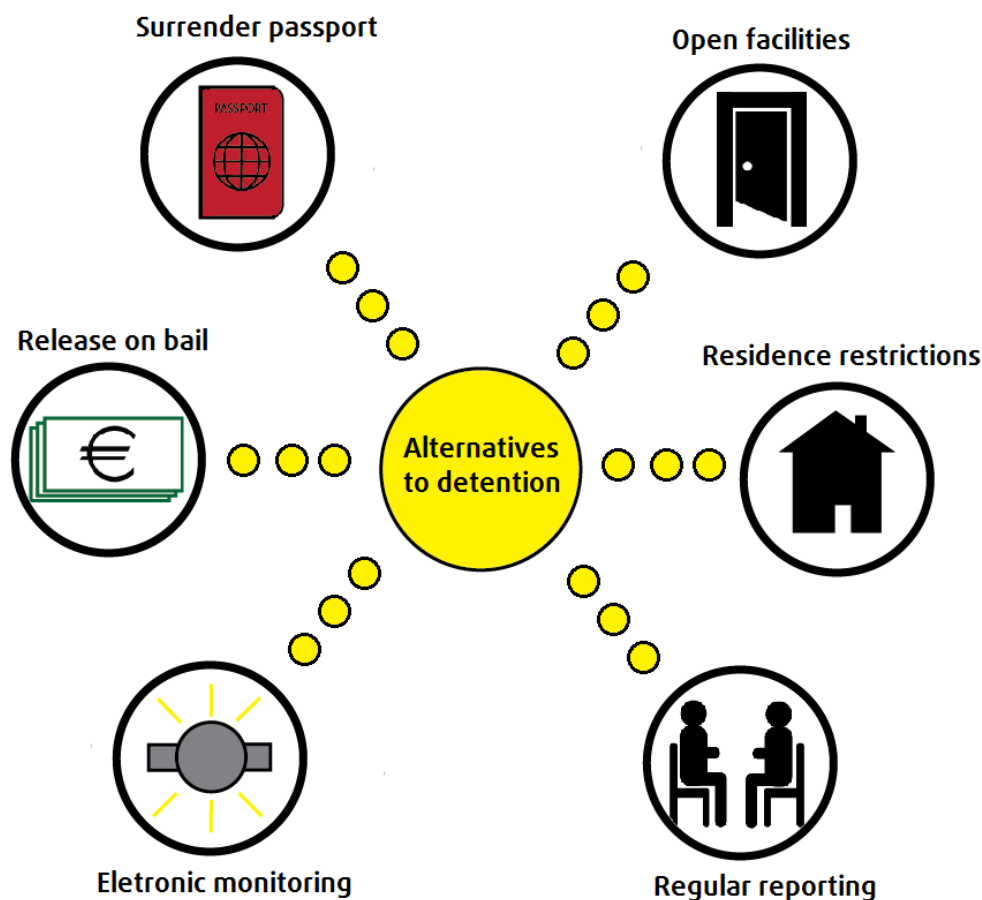 Surrender passport
Open facilities
PASSPORT
Release on bail
€
Residence restrictions
Alternatives
to detention
Eletronic monitoring
Regular reporting